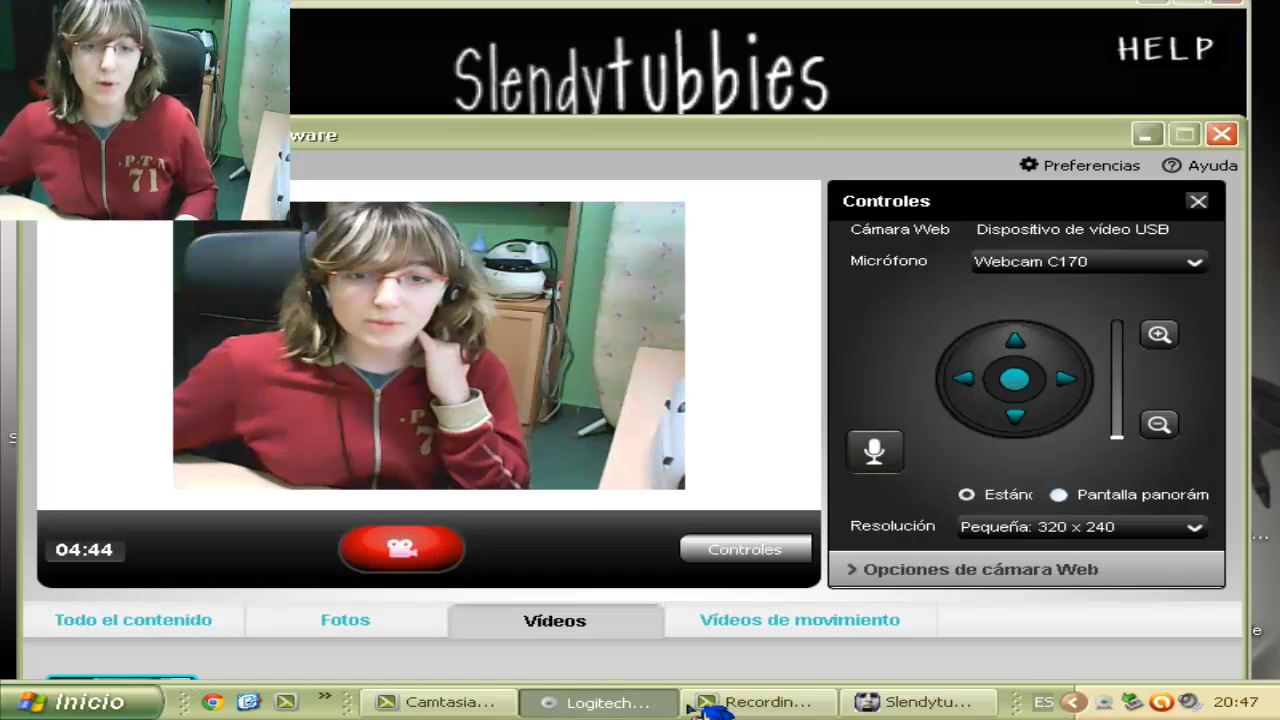 Slendytubbies
HELP
ware
Preferencias
Ayuda
Controles
Cámara Web
Dispositivo de vídeo USB
Micrófono
Webcam C170
Estánd
Pantalla panorám
Resolución
Pequeña: 320 x 240
Opciones de cámara Web
.P.T.N
71
.P
7
04:44
Controles
Todo el contenido
Fotos
Vídeos
Vídeos de movimiento
Inicio
Camtasia...
Logitech...
Recordin...
Slendytu...
ES
20:47